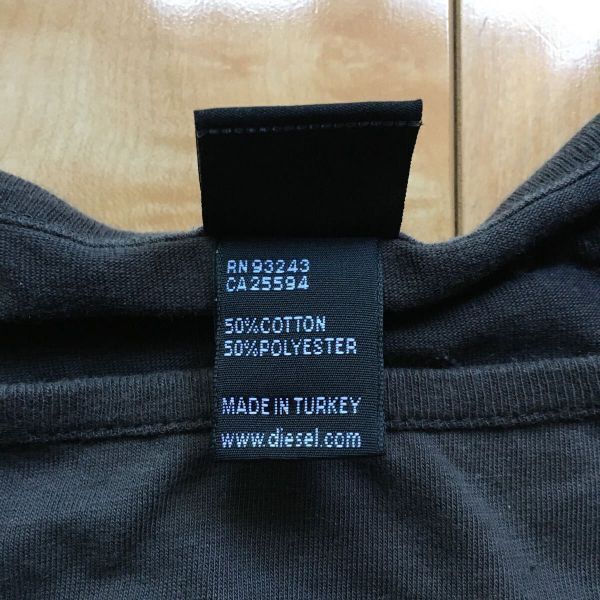 RN 93243
CA 25594
50%COTTON
50%POLYESTER
MADE IN TURKEY
www.diesel.com